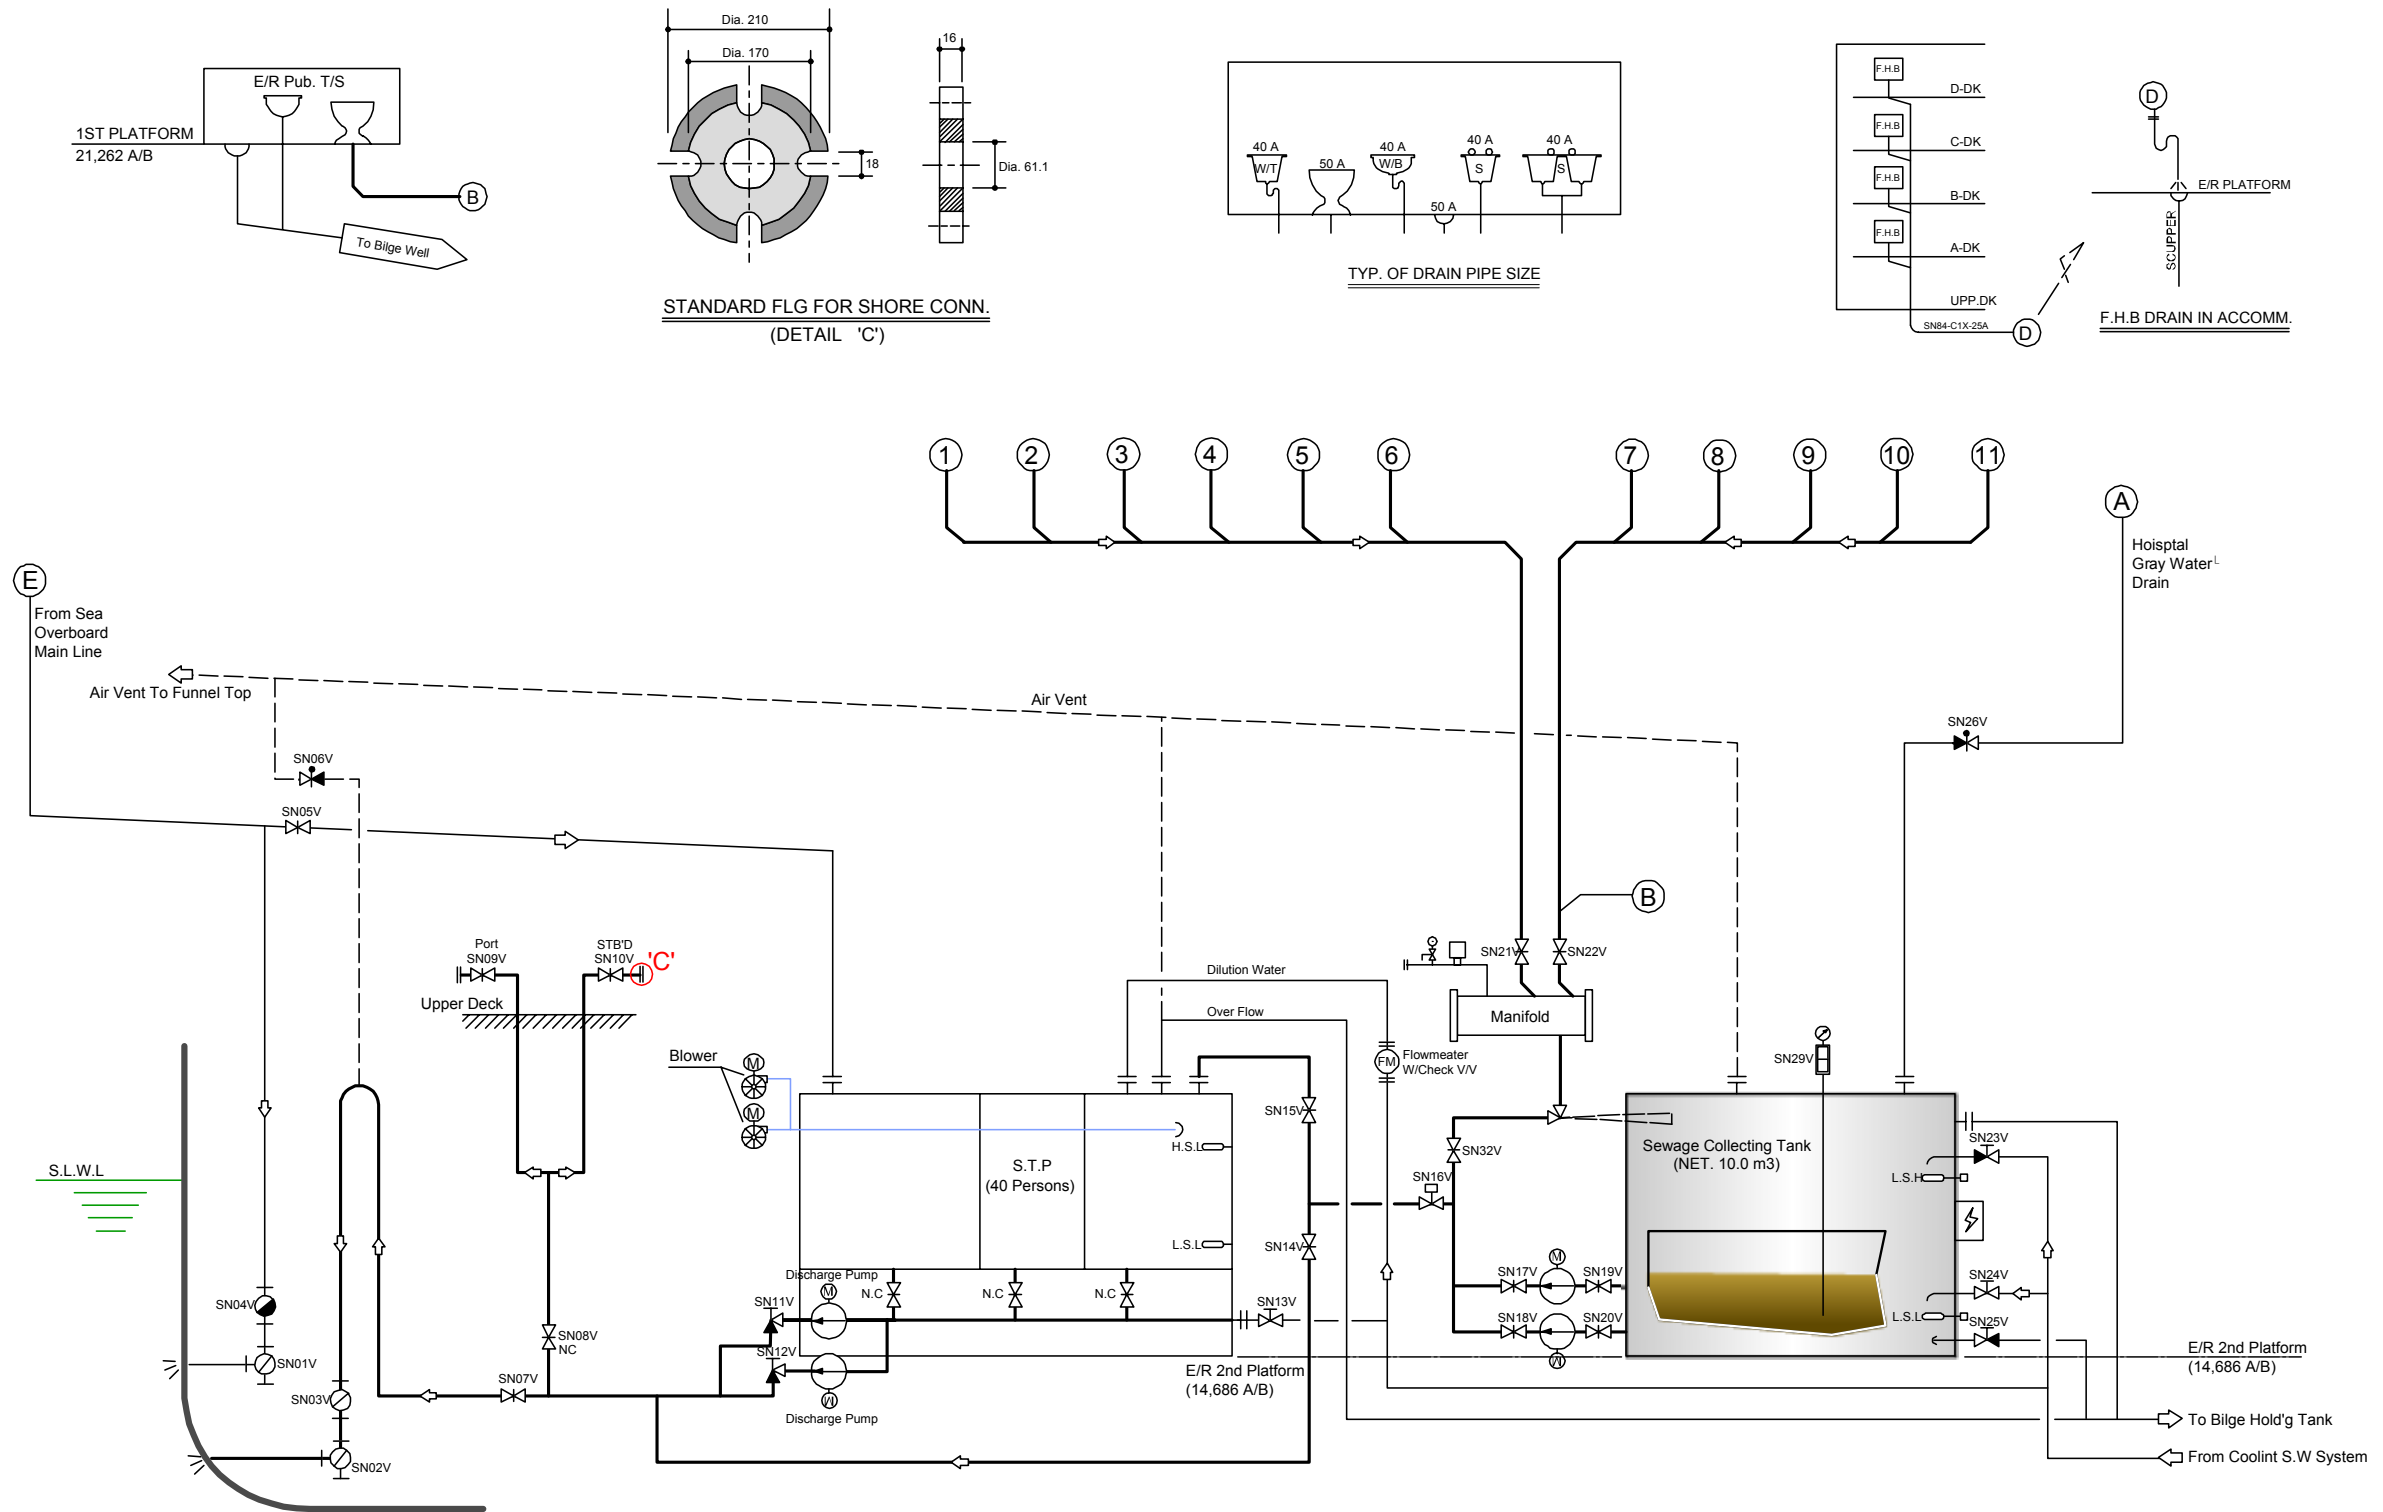 E/R Pub. T/S
1ST PLATFORM
21,262 A/B
B
To Bilge Well
Dia. 210
Dia. 170
18
16
Dia. 61.1
STANDARD FLG FOR SHORE CONN.
(DETAIL 'C')
40 A
W/T
50 A
40 A
W/B
50 A
40 A
S
40 A
S
TYP. OF DRAIN PIPE SIZE
F.H.B
D-DK
F.H.B
C-DK
F.H.B
B-DK
F.H.B
A-DK
UPP.DK
SN84-C1X-25A
D
D
E/R PLATFORM
SCUPPER
F.H.B DRAIN IN ACCOMM.
1
2
3
4
5
6
7
8
9
10
11
A
Hoisptal
Gray Water
Drain
E
From Sea
Overboard
Main Line
Air Vent To Funnel Top
Air Vent
SN26V
SN06V
SN05V
B
Port
SN09V
STB'D
SN10V
'C'
Upper Deck
SN21V
SN22V
Dilution Water
Over Flow
Manifold
Blower
M
M
FM
Flowmeater
W/Check V/V
SN29V
SN15V
SN32V
Sewage Collecting Tank
(NET. 10.0 m3)
SN23V
H.S.L
S.T.P
(40 Persons)
S.L.W.L
SN16V
L.S.H
L.S.L
SN14V
Discharge Pump
M
N.C
N.C
N.C
SN17V
M
SN19V
SN24V
SN04V
SN11V
SN13V
SN18V
SN20V
M
L.S.L
SN25V
SN08V
NC
SN12V
SN01V
E/R 2nd Platform
(14,686 A/B)
E/R 2nd Platform
(14,686 A/B)
SN07V
SN03V
M
Discharge Pump
To Bilge Hold'g Tank
SN02V
From Coolint S.W System